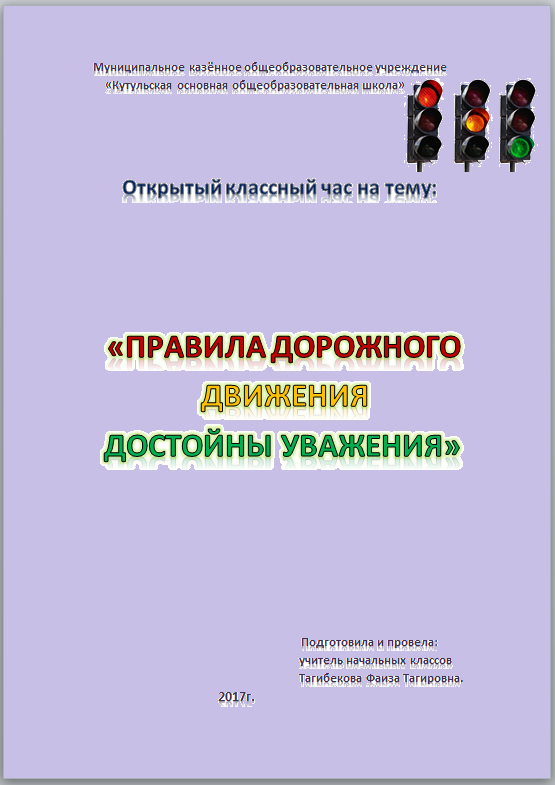 Муниципальное казённое общеобразовательное учреждение
«Кутульская основная общеобразовательная школа»
Открытый классный час на тему:
«ПРАВИЛА ДОРОЖНОГО
ДВИЖЕНИЯ
ДОСТОЙНЫ УВАЖЕНИЯ»
Подготовила и провела:
учитель начальных классов
Тагибекова Фаиза Тагировна.
2017г.